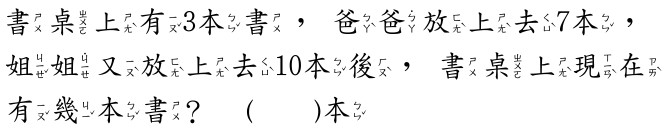 書桌上有3本書，爸爸放上去7本，
姐姐又放上去10本後，書桌上現在
有幾本書？（　　）本